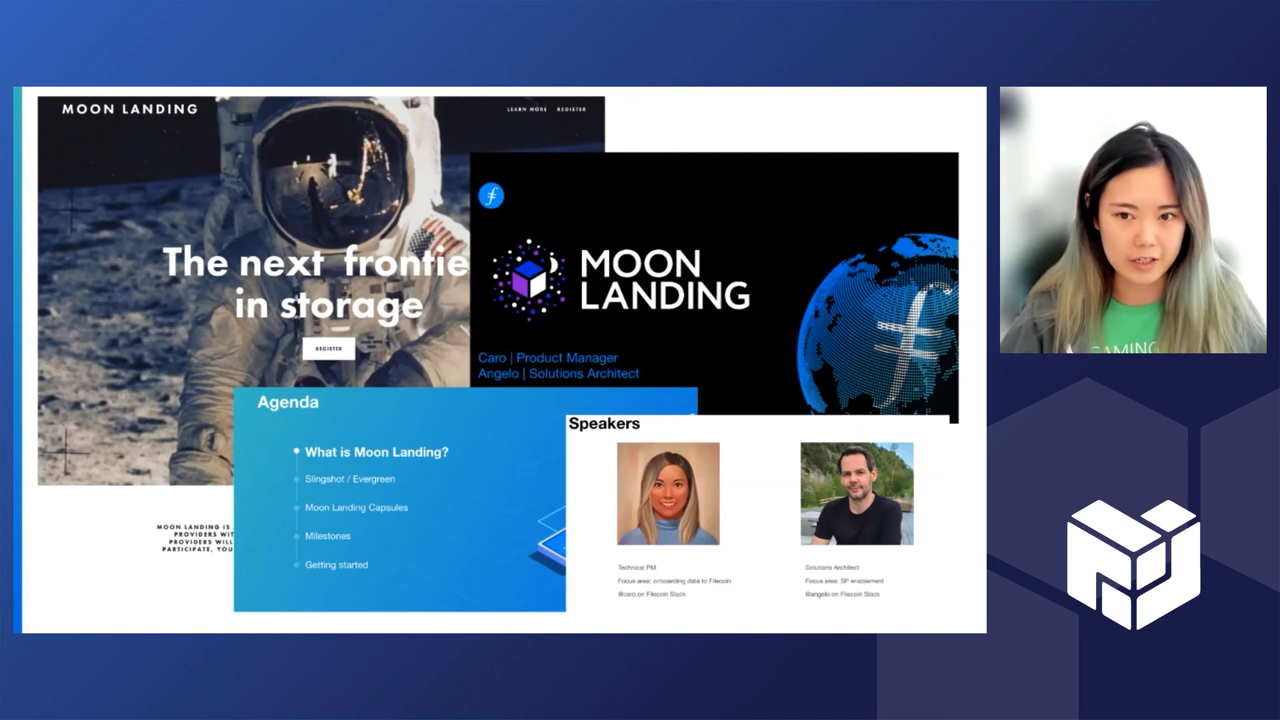 MOON LANDING
LEARN MORE REGISTER
The next frontie
in storage
REGISTER
MOON LANDING IS
PROVIDERS WIT
PROVIDERS WILL
PARTICIPATE, YOU
MOON
LANDING
Caro | Product Manager
Angelo | Solutions Architect
Agenda
What is Moon Landing?
Slingshot / Evergreen
Moon Landing Capsules
Milestones
Getting started
Speakers
Technical PM
Focus area: onboarding data to Filecoin
@caro on Filecoin Slack
Solutions Architect
Focus area: SP enablement
@angelo on Filecoin Slack
GAMING